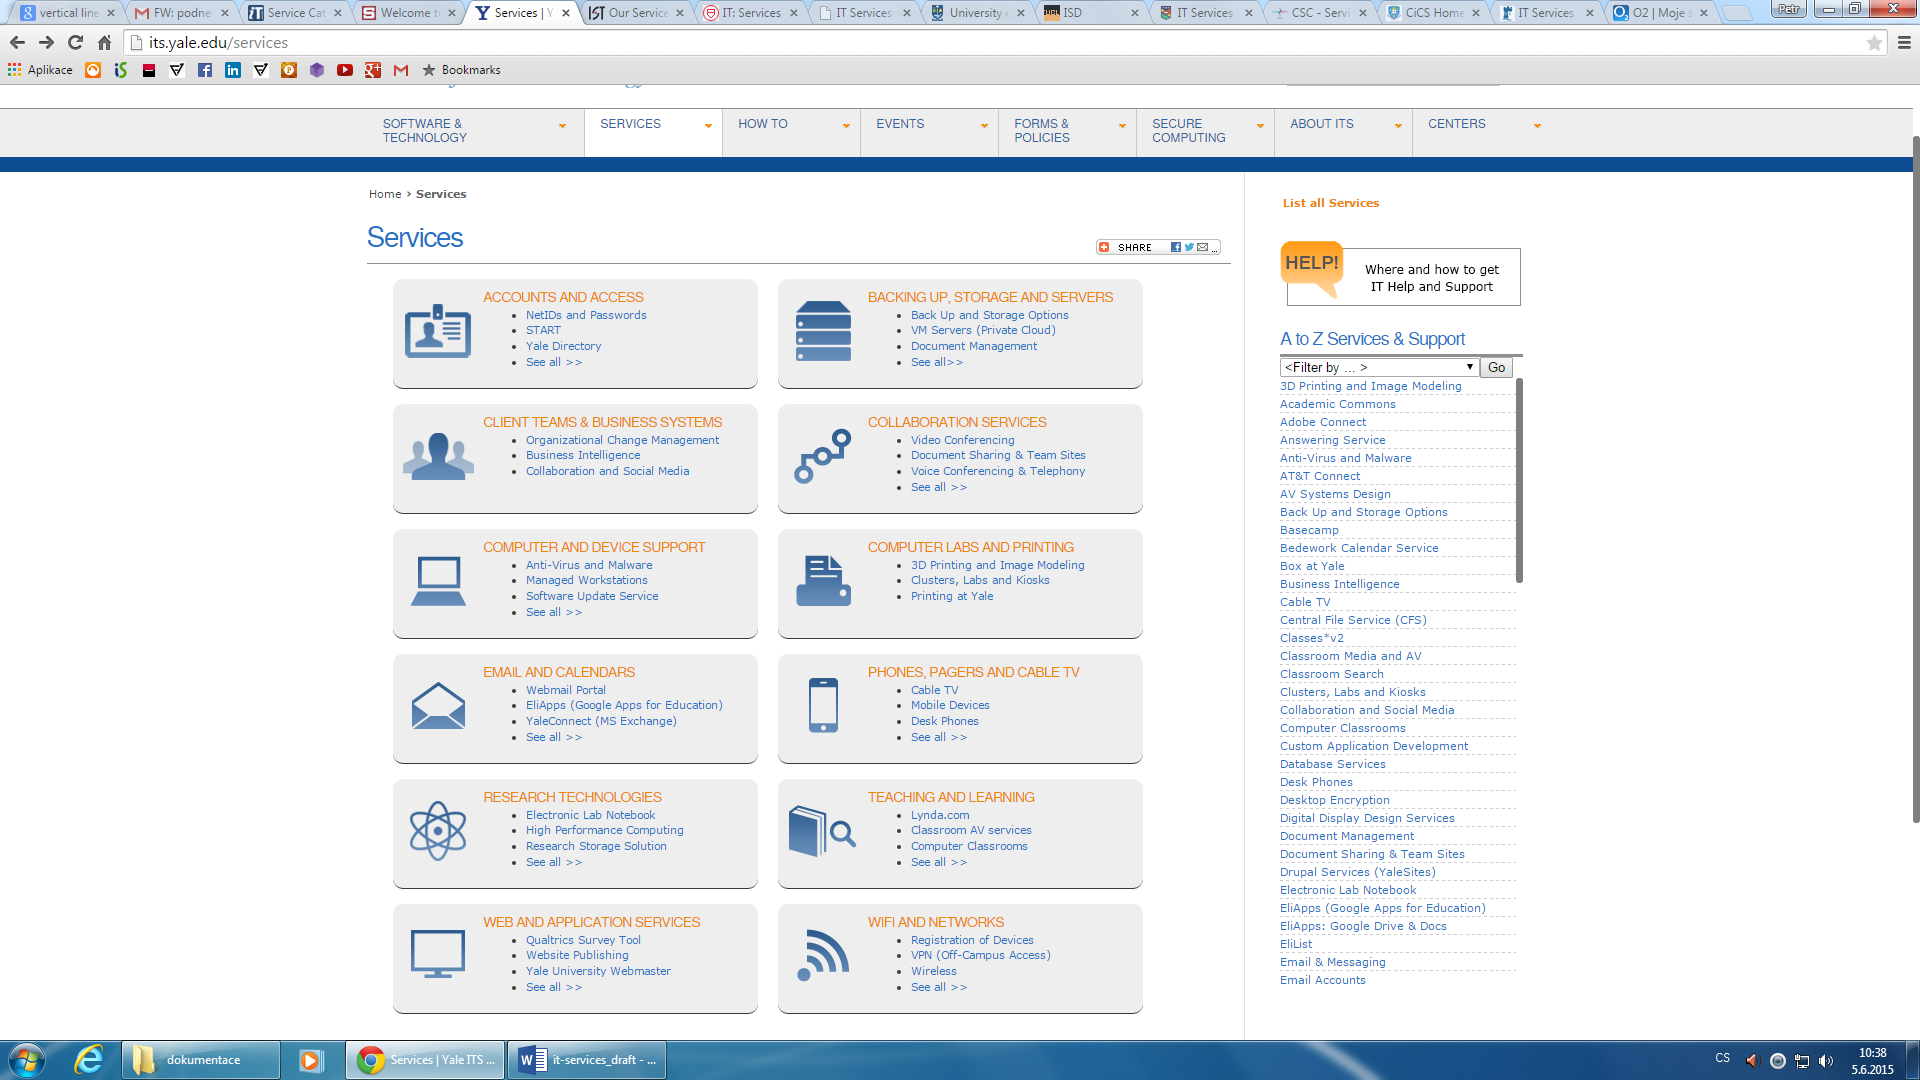 vertical line
FW: podnet
Service Cat
Welcome to
Services | Y
Our Service
IT: Services
IT Services
University
ISD
IT Services
CSC - Servi
CiCS Home
IT Services
O2 | Moje s
Petr
its.yale.edu/services
Aplikace
Bookmarks
SOFTWARE & TECHNOLOGY
SERVICES
HOW TO
EVENTS
FORMS & POLICIES
SECURE COMPUTING
ABOUT ITS
CENTERS
Home › Services
Services
SHARE ...
ACCOUNTS AND ACCESS
NetIDs and Passwords
START
Yale Directory
See all >>
BACKING UP, STORAGE AND SERVERS
Back Up and Storage Options
VM Servers (Private Cloud)
Document Management
See all>>
CLIENT TEAMS & BUSINESS SYSTEMS
Organizational Change Management
Business Intelligence
Collaboration and Social Media
COLLABORATION SERVICES
Video Conferencing
Document Sharing & Team Sites
Voice Conferencing & Telephony
See all >>
COMPUTER AND DEVICE SUPPORT
Anti-Virus and Malware
Managed Workstations
Software Update Service
See all >>
COMPUTER LABS AND PRINTING
3D Printing and Image Modeling
Clusters, Labs and Kiosks
Printing at Yale
EMAIL AND CALENDARS
Webmail Portal
EliApps (Google Apps for Education)
YaleConnect (MS Exchange)
See all >>
PHONES, PAGERS AND CABLE TV
Cable TV
Mobile Devices
Desk Phones
See all >>
RESEARCH TECHNOLOGIES
Electronic Lab Notebook
High Performance Computing
Research Storage Solution
See all >>
TEACHING AND LEARNING
Lynda.com
Classroom AV services
Computer Classrooms
See all >>
WEB AND APPLICATION SERVICES
Qualtrics Survey Tool
Website Publishing
Yale University Webmaster
See all >>
WIFI AND NETWORKS
Registration of Devices
VPN (Off-Campus Access)
Wireless
See all >>
List all Services
HELP!
Where and how to get
IT Help and Support
A to Z Services & Support
<Filter by ... >
Go
3D Printing and Image Modeling
Academic Commons
Adobe Connect
Answering Service
Anti-Virus and Malware
AT&T Connect
AV Systems Design
Back Up and Storage Options
Basecamp
Bedework Calendar Service
Box at Yale
Business Intelligence
Cable TV
Central File Service (CFS)
Classes*v2
Classroom Media and AV
Classroom Search
Clusters, Labs and Kiosks
Collaboration and Social Media
Computer Classrooms
Custom Application Development
Database Services
Desk Phones
Desktop Encryption
Digital Display Design Services
Document Management
Document Sharing & Team Sites
Drupal Services (YaleSites)
Electronic Lab Notebook
EliApps (Google Apps for Education)
EliApps: Google Drive & Docs
EliList
Email & Messaging
Email Accounts
dokumentace
Services | Yale ITS ...
it-services_draft - ...
CS
10:38
5.6.2015